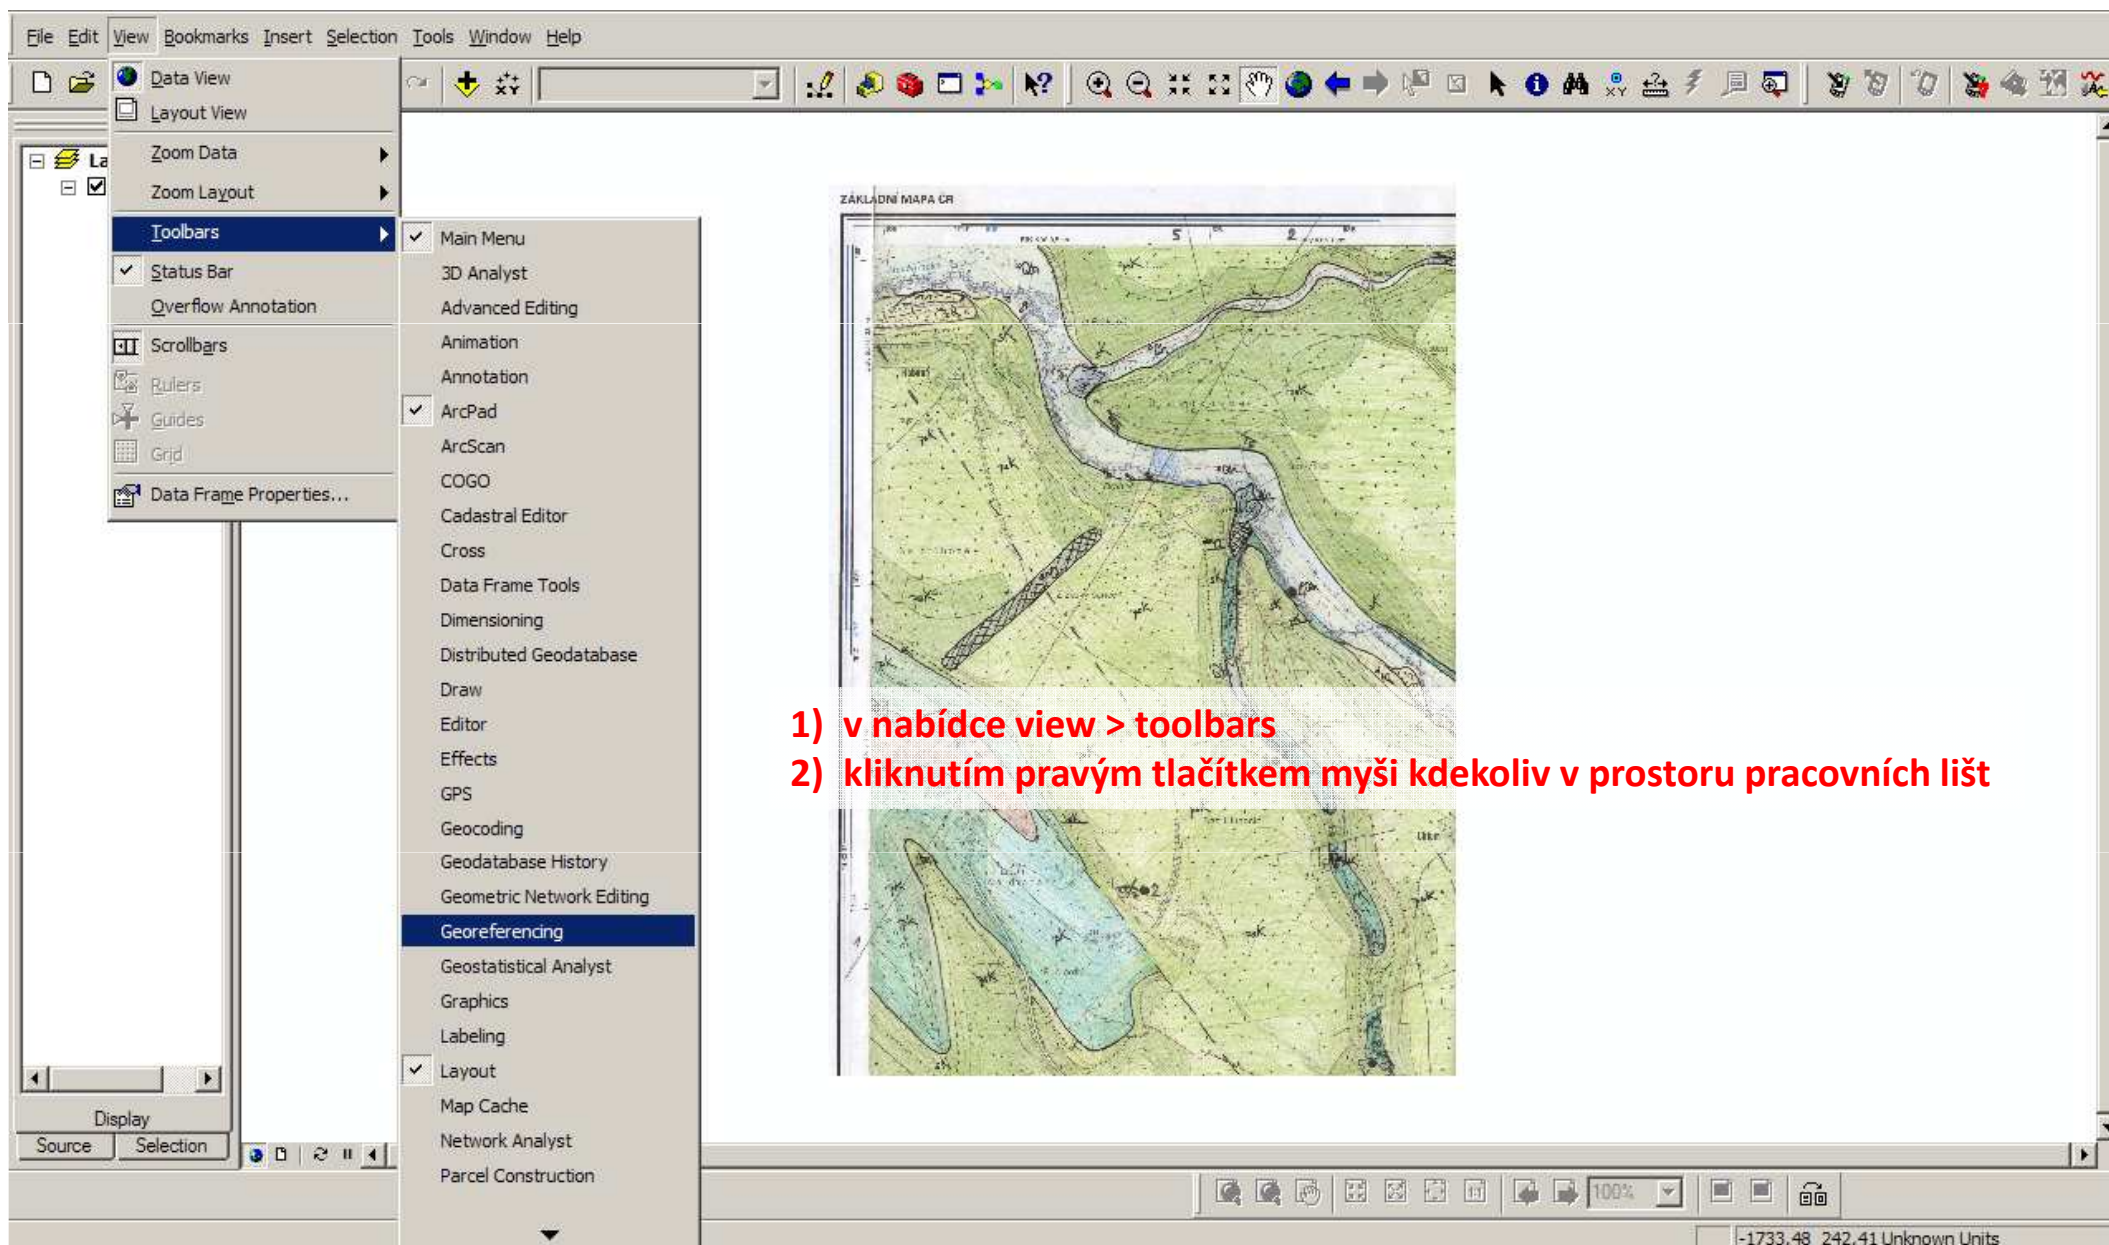 File Edit View Bookmarks Insert Selection Tools Window Help
Data View
Layout View
Zoom Data
Zoom Layout
Toolbars
Status Bar
Overflow Annotation
Scrollbars
Rulers
Guides
Grid
Data Frame Properties...
La
Main Menu
3D Analyst
Advanced Editing
Animation
Annotation
ArcPad
ArcScan
COGO
Cadastral Editor
Cross
Data Frame Tools
Dimensioning
Distributed Geodatabase
Draw
Editor
Effects
GPS
Geocoding
Geodatabase History
Geometric Network Editing
Georeferencing
Geostatistical Analyst
Graphics
Labeling
Layout
Map Cache
Network Analyst
Parcel Construction
ZÁKLADNÍ MAPA ČR
1) v nabídce view > toolbars
2) kliknutím pravým tlačítkem myši kdekoliv v prostoru pracovních lišt
Display
Source Selection
100%
-1733,48 242,41 Unknown Units